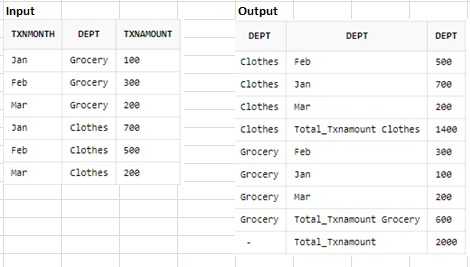 Input
TXNMONTH DEPT TXNAMOUNT
Jan Grocery 100
Feb Grocery 300
Mar Grocery 200
Jan Clothes 700
Feb Clothes 500
Mar Clothes 200
Output
DEPT DEPT DEPT
Clothes Feb 500
Clothes Jan 700
Clothes Mar 200
Clothes Total_Txnamount Clothes 1400
Grocery Feb 300
Grocery Jan 100
Grocery Mar 200
Grocery Total_Txnamount Grocery 600
- Total_Txnamount 2000